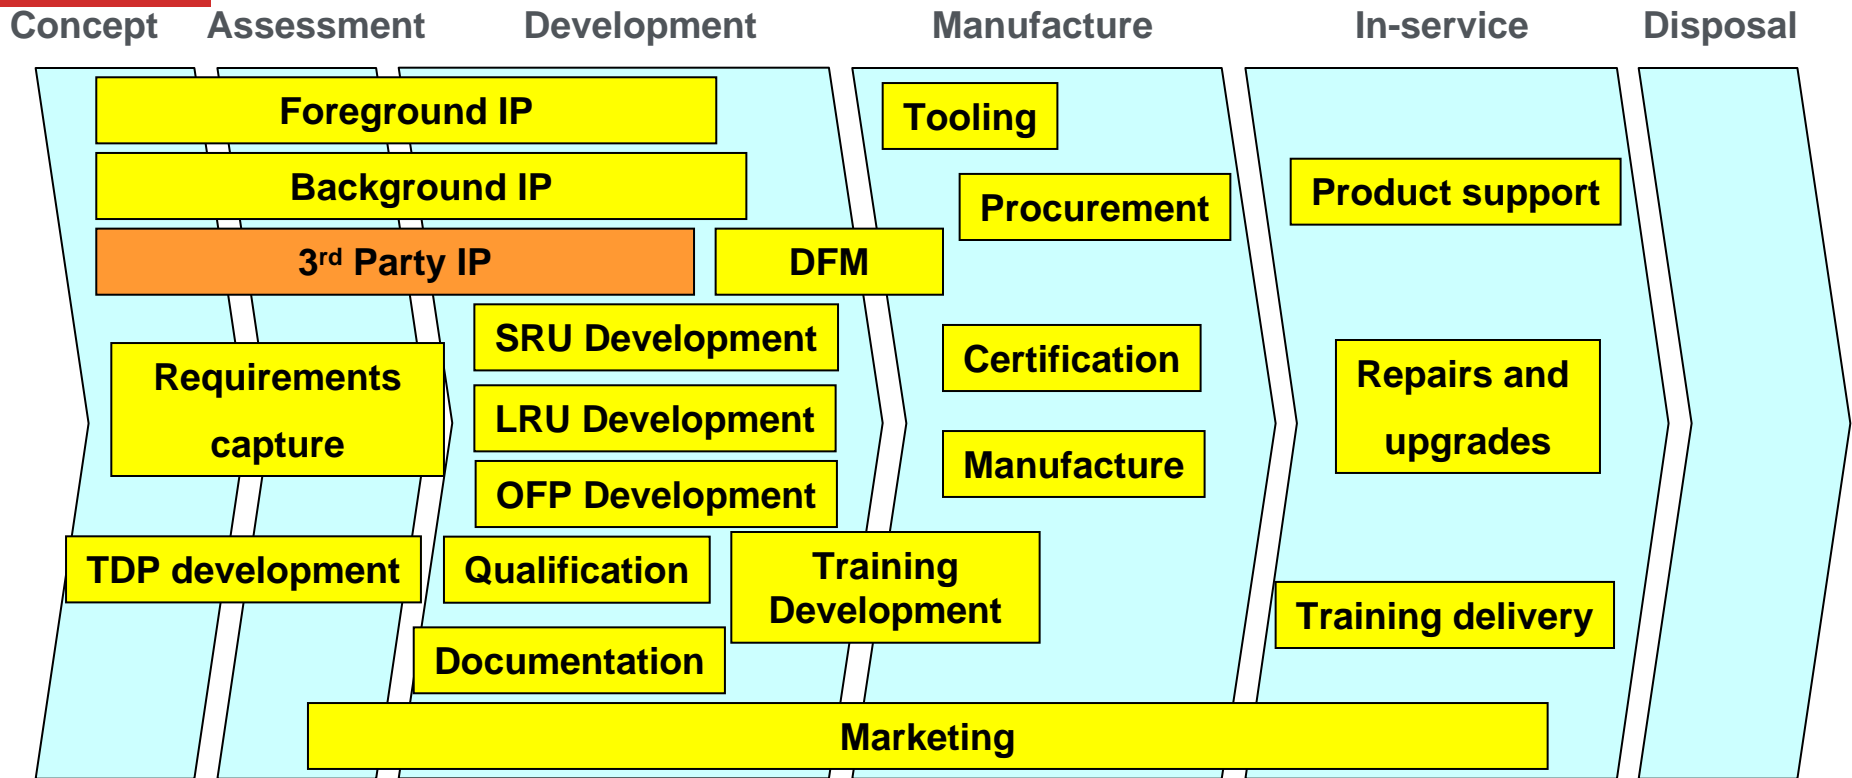 Concept Assessment Development Manufacture In-service Disposal
Foreground IP
Tooling
Background IP
Product support
Procurement
3rd Party IP
DFM
SRU Development
Certification
Requirements
capture
Repairs and
upgrades
LRU Development
Manufacture
OFP Development
TDP development
Qualification
Training
Development
Training delivery
Documentation
Marketing